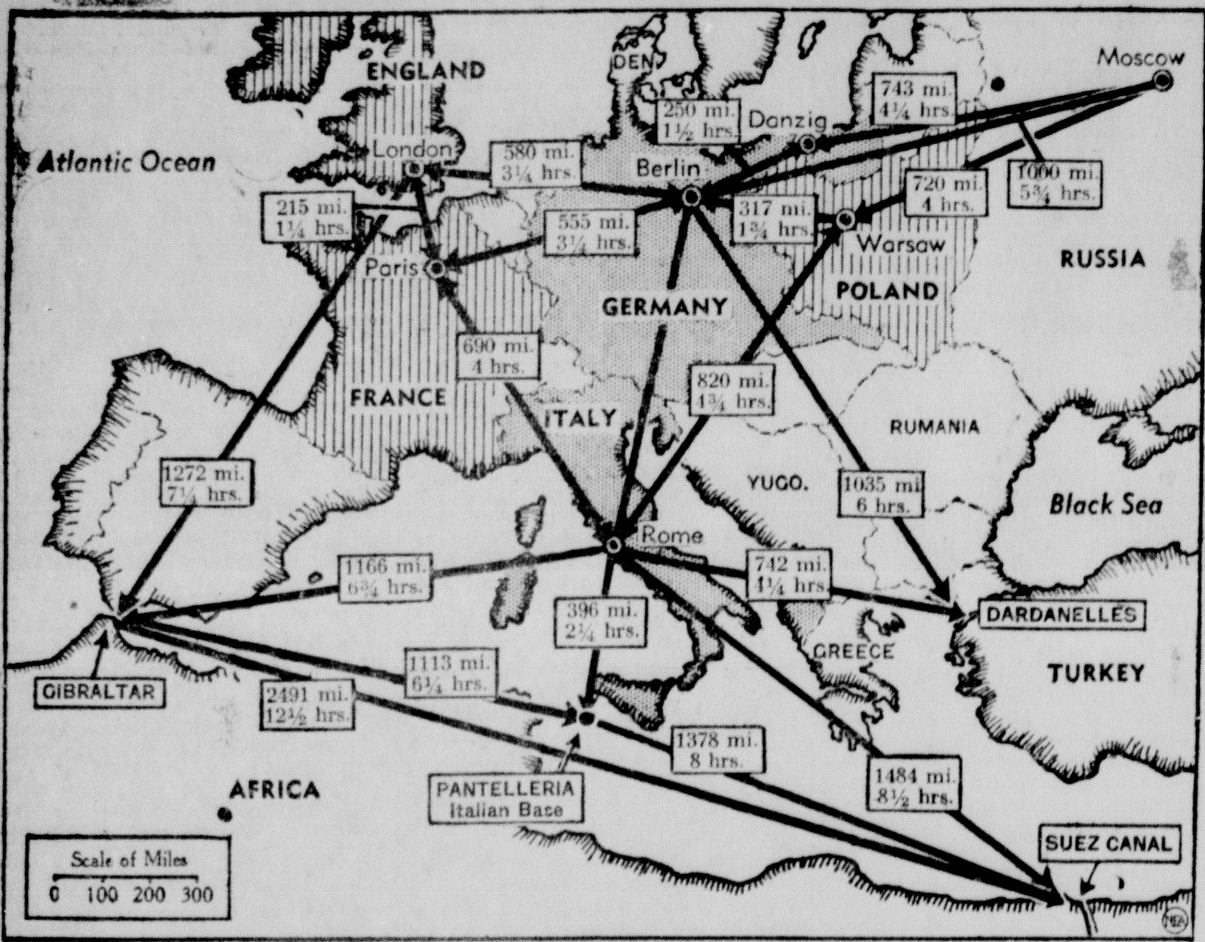 Moscow
DEN.
ENGLAND
743 mi.
4¼ hrs.
250 mi.
1½ hrs.
Danzig
London
580 mi.
3¼ hrs.
Atlantic Ocean
Berlin
1000 mi.
5¾ hrs.
720 mi.
4 hrs.
215 mi.
1¼ hrs.
555 mi.
3¼ hrs.
317 mi.
1¾ hrs.
Warsaw
Paris
RUSSIA
GERMANY
POLAND
690 mi.
4 hrs.
820 mi.
4¾ hrs.
FRANCE
ITALY
RUMANIA
1272 mi.
7¼ hrs.
YUGO.
1035 mi
6 hrs.
Black Sea
Rome
1166 mi.
6¾ hrs.
742 mi.
4¼ hrs
396 mi.
2¼ hrs.
DARDANELLES
GREECE
GIBRALTAR
1113 mi.
6¼ hrs.
TURKEY
2491 mi.
12½ hrs.
1378 mi.
8 hrs.
1484 mi.
8½ hrs.
AFRICA
PANTELLERIA
Italian Base
SUEZ CANAL
Scale of Miles
0 100 200 300
NEA